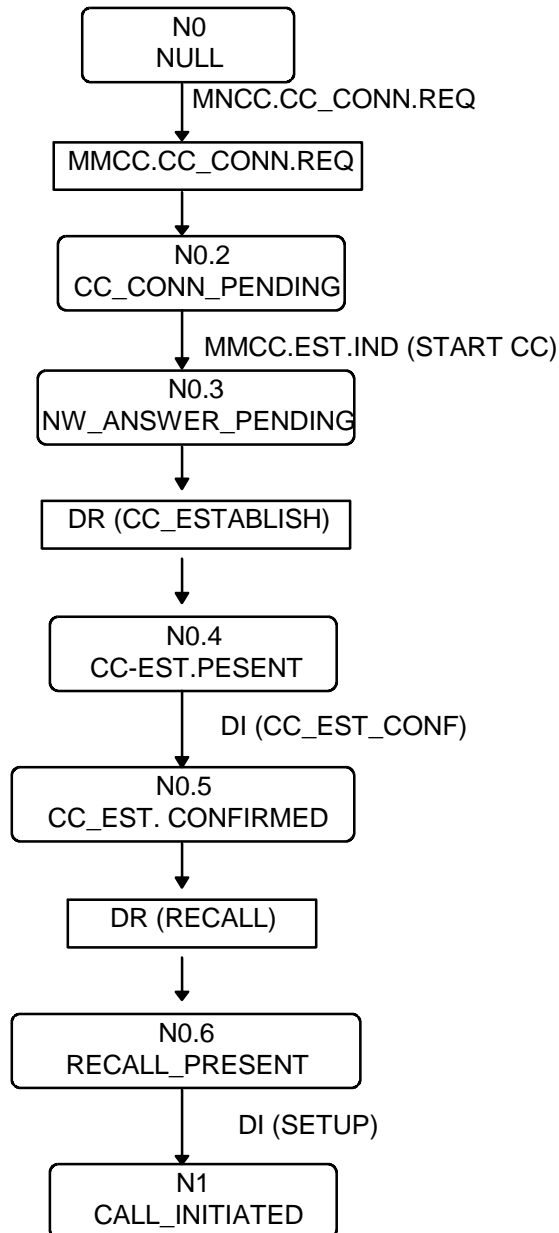 N0
NULL
MNCC.CC_CONN.REQ
MMCC.CC_CONN.REQ
N0.2
CC_CONN_PENDING
MMCC.EST.IND (START CC)
N0.3
NW_ANSWER_PENDING
DR (CC_ESTABLISH)
N0.4
CC-EST.PESENT
DI (CC_EST_CONF)
N0.5
CC_EST. CONFIRMED
DR (RECALL)
N0.6
RECALL_PRESENT
DI (SETUP)
N1
CALL_INITIATED